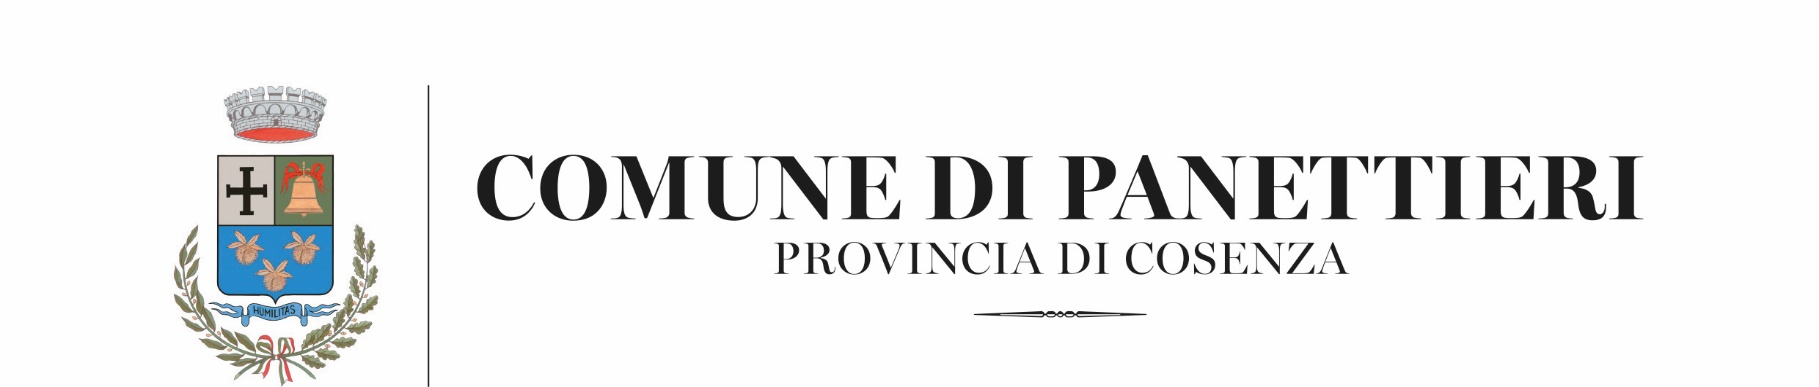 COMUNE DI PANETTIERI
PROVINCIA DI COSENZA
HUMILITAS